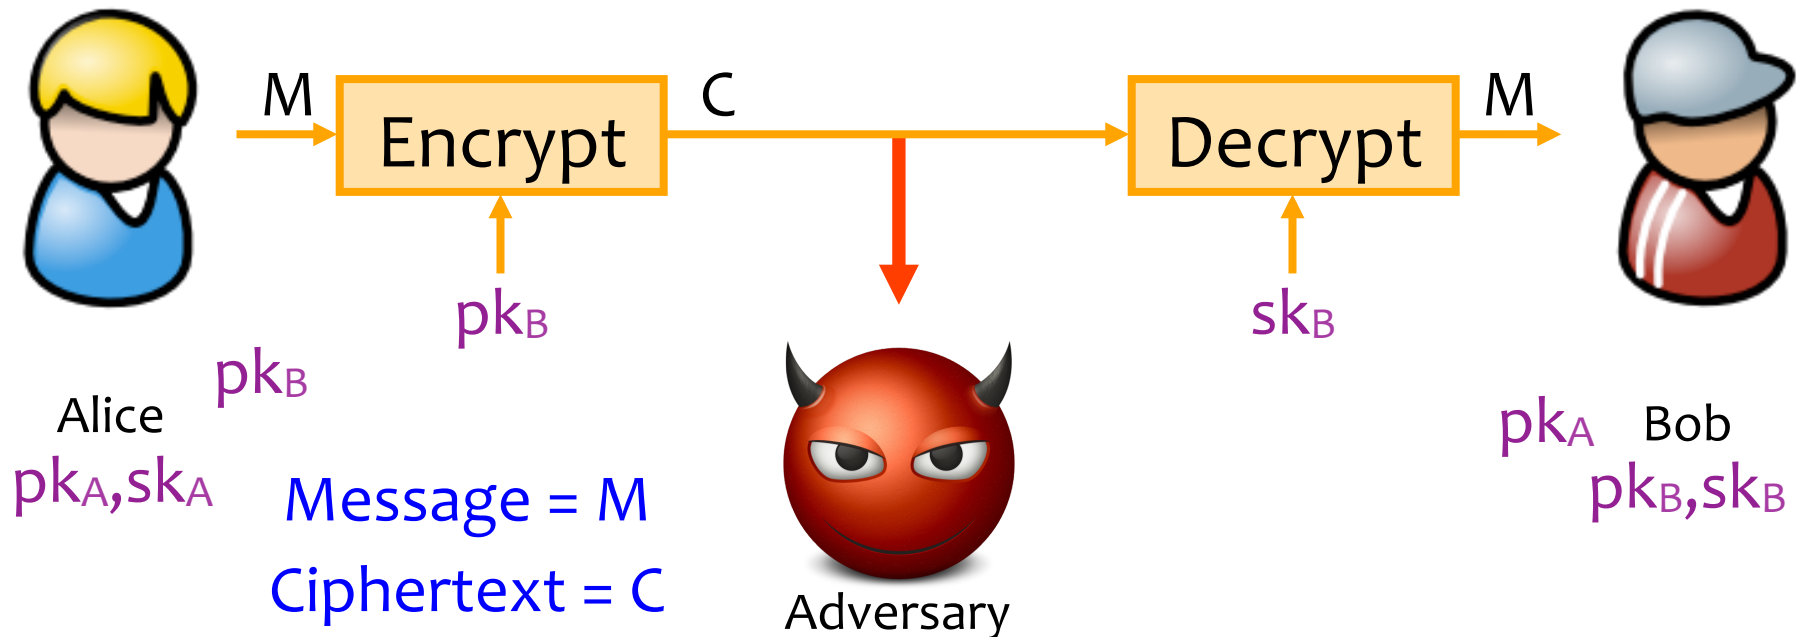 M
Encrypt
C
Decrypt
M
pkB
skB
pkB
Alice
pkA,skA
pkA
Bob
pkB,skB
Message = M
Ciphertext = C
Adversary